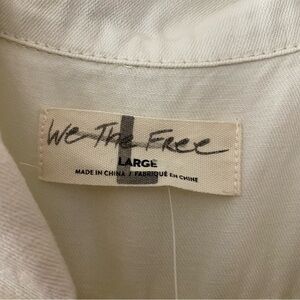 We The Free
L
LARGE
MADE IN CHINA / FABRIQUÉ EN CHINE